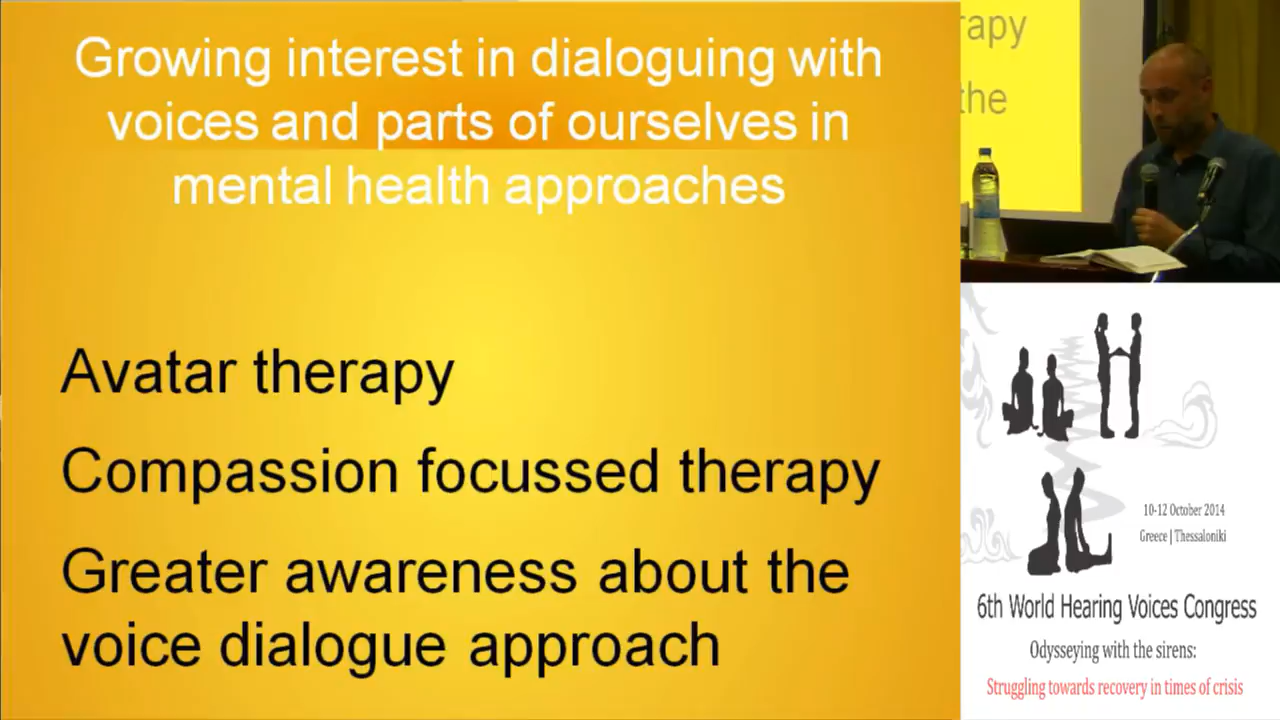 Growing interest in dialoguing with
voices and parts of ourselves in
mental health approaches
Avatar therapy
Compassion focussed therapy
Greater awareness about the
voice dialogue approach
rapy
the
10-12 October 2014
Greece | Thessaloniki
6th World Hearing Voices Congress
Odysseying with the sirens:
Struggling towards recovery in times of crisis